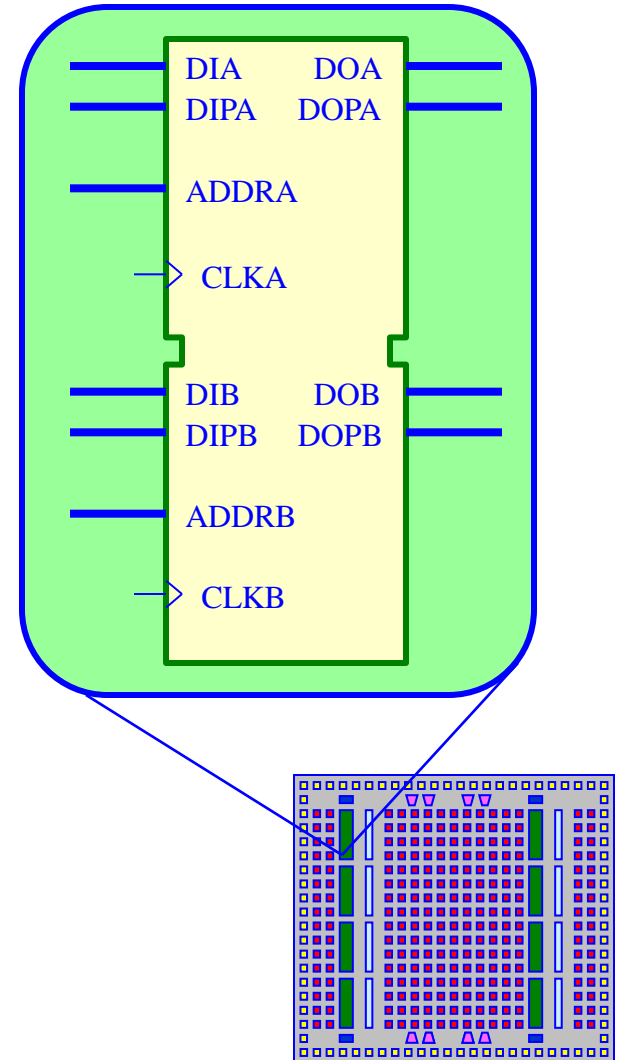 DIA DOA
DIPA DOPA
ADDRA
CLKA
DIB DOB
DIPB DOPB
ADDRB
CLKB